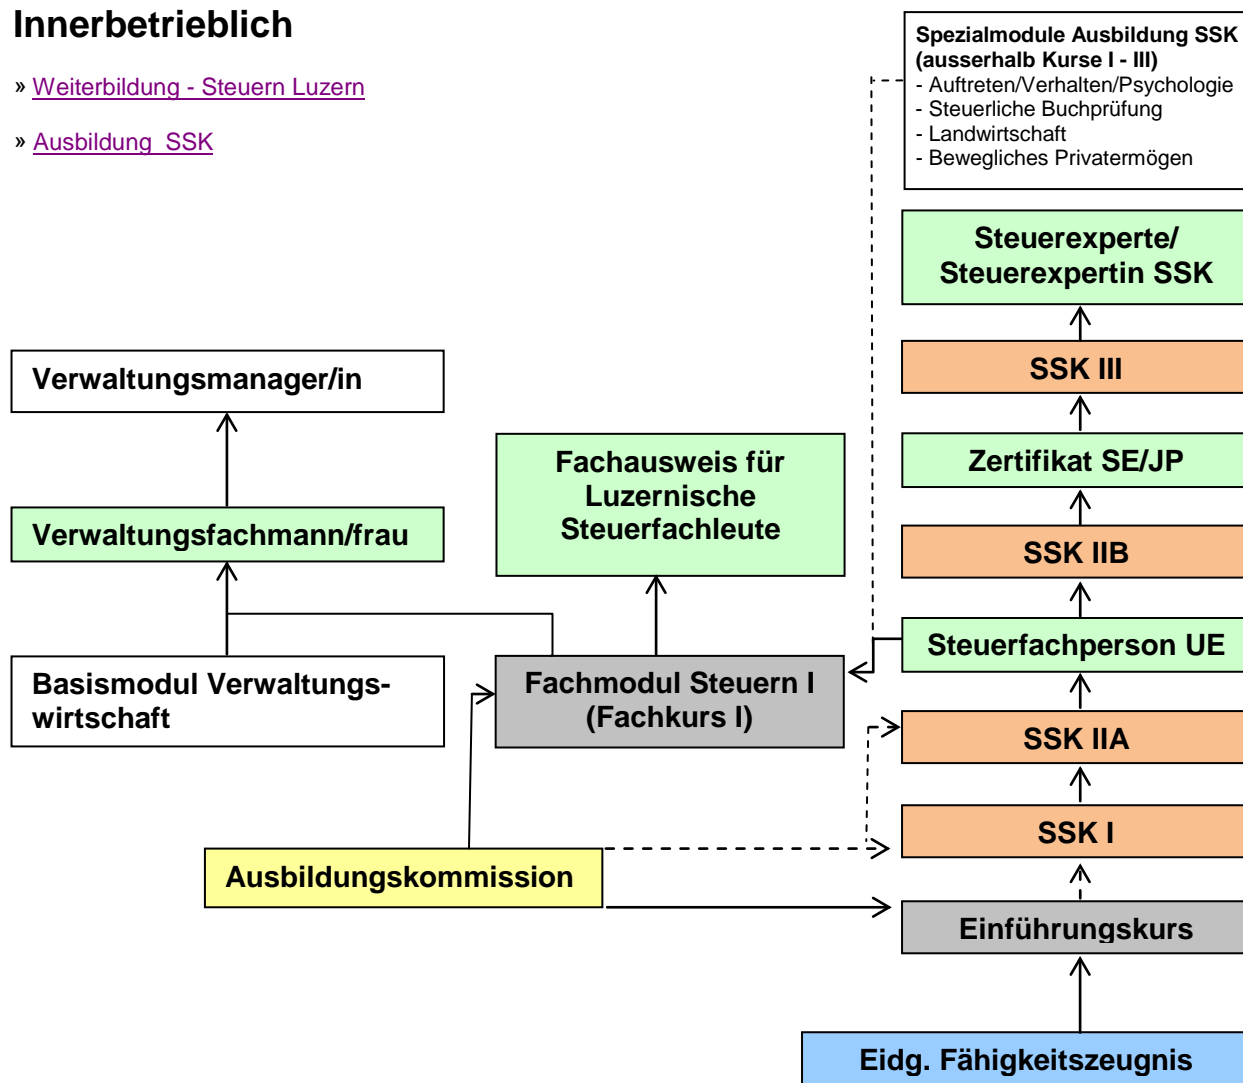 Innerbetrieblich
» Weiterbildung - Steuern Luzern
» Ausbildung SSK
Spezialmodule Ausbildung SSK
(ausserhalb Kurse I - III)
- Auftreten/Verhalten/Psychologie
- Steuerliche Buchprüfung
- Landwirtschaft
- Bewegliches Privatermögen
Steuerexperte/
Steuerexpertin SSK
SSK III
Verwaltungsmanager/in
Fachausweis für
Luzernische
Steuerfachleute
Zertifikat SE/JP
Verwaltungsfachmann/frau
SSK IIB
Steuerfachperson UE
Basismodul Verwaltungs-
wirtschaft
Fachmodul Steuern I
(Fachkurs I)
SSK IIA
SSK I
Ausbildungskommission
Einführungskurs
Eidg. Fähigkeitszeugnis